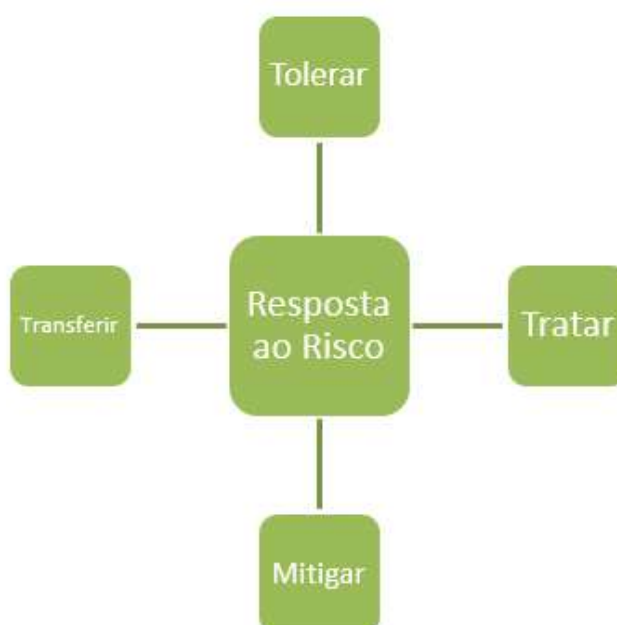 Tolerar
Transferir
Resposta
ao Risco
Tratar
Mitigar